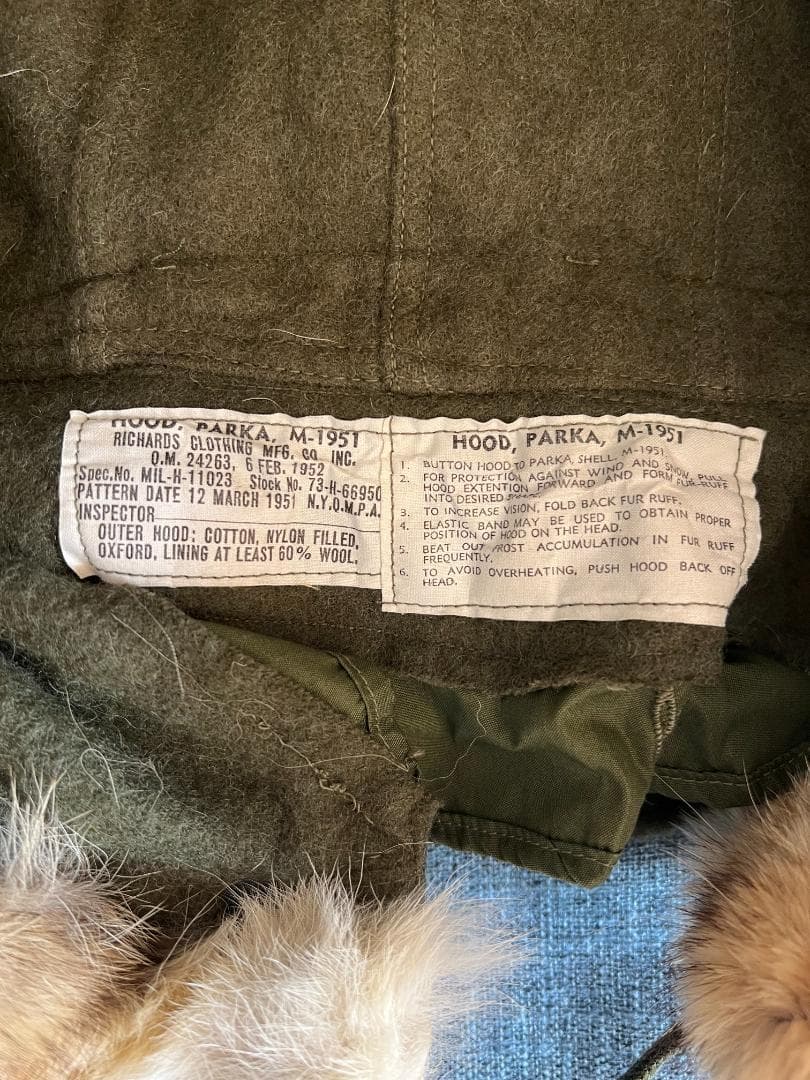 HOOD, PARKA, M-1951
RICHARDS CLOTHING MFG. CO. INC.
Q.M. 24263, 6 FEB. 1952
Spec.No. MIL-H-11023 Stock No. 73-H-66950
PATTERN DATE 12 MARCH 1951 N.Y.Q.M.P.A.
INSPECTOR
OUTER HOOD: COTTON, NYLON FILLED,
OXFORD, LINING AT LEAST 60% WOOL.
HOOD, PARKA, M-1951
1. BUTTON HOOD TO PARKA, SHELL, M-1951.
2. FOR PROTECTION AGAINST WIND AND SNOW, PULL
HOOD EXTENTION FORWARD AND FORM FUR-RUFF
INTO DESIRED
3. TO INCREASE VISION, FOLD BACK FUR RUFF.
4. ELASTIC BAND MAY BE USED TO OBTAIN PROPER
POSITION OF HOOD ON THE HEAD.
5. BEAT OUT FROST ACCUMULATION IN FUR RUFF
FREQUENTLY.
6. TO AVOID OVERHEATING, PUSH HOOD BACK OFF
HEAD.